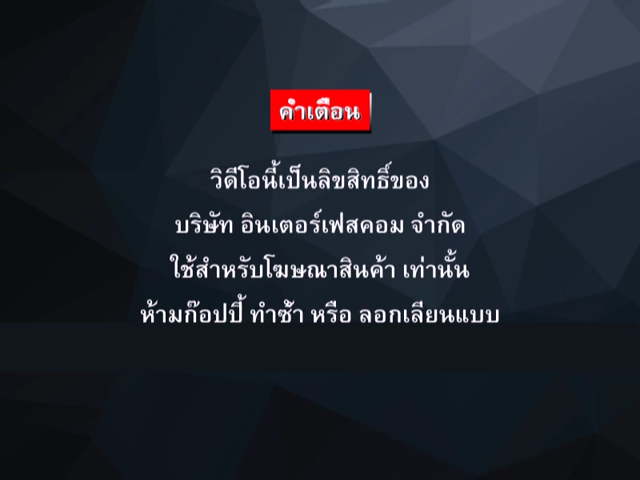 คำเตือน
วิดีโอนี้เป็นลิขสิทธิ์ของ
บริษัท อินเตอร์เฟสคอม จำกัด
ใช้สำหรับโฆษณาสินค้า เท่านั้น
ห้ามก๊อปปี้ ทำซ้ำ หรือ ลอกเลียนแบบ